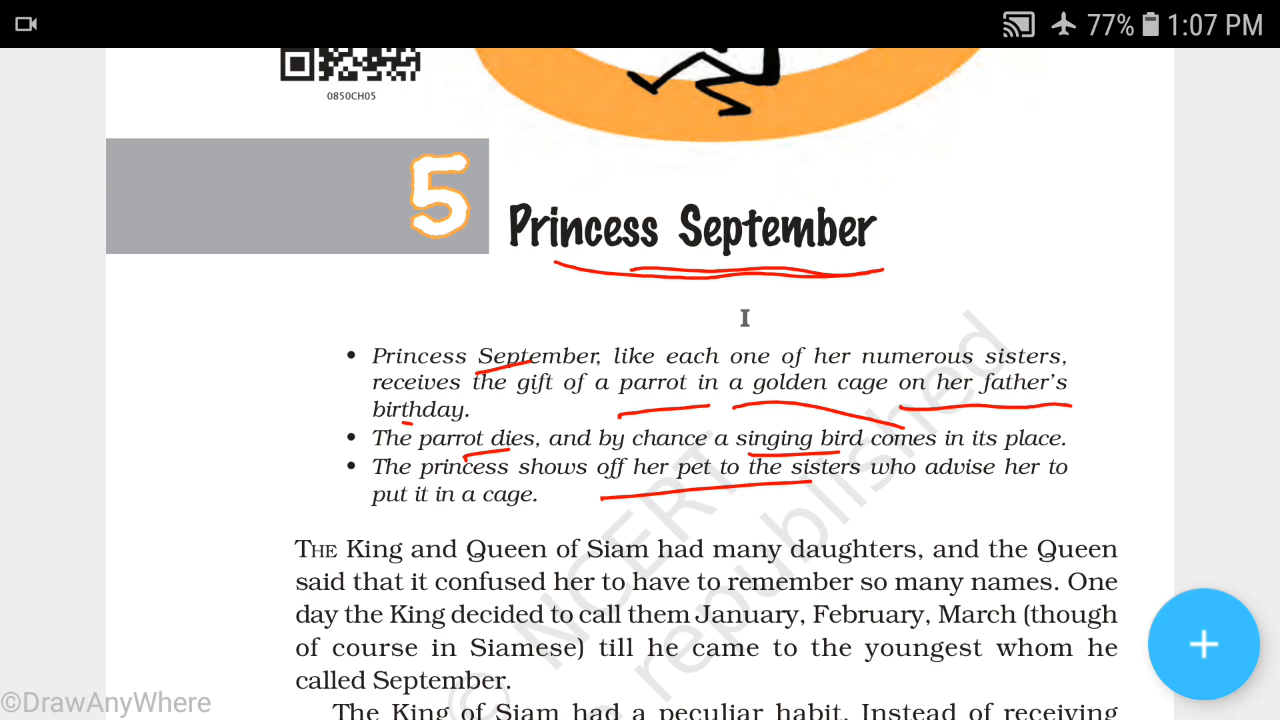 77% 1:07 PM
0850CH05
5
Princess September
I
• Princess September, like each one of her numerous sisters,
receives the gift of a parrot in a golden cage on her father's
birthday.
• The parrot dies, and by chance a singing bird comes in its place.
• The princess shows off her pet to the sisters who advise her to
put it in a cage.
THE King and Queen of Siam had many daughters, and the Queen
said that it confused her to have to remember so many names. One
day the King decided to call them January, February, March (though
of course in Siamese) till he came to the youngest whom he
called September.
The King of Siam had a peculiar habit. Instead of receiving
© NCERT
republished
©DrawAnyWhere